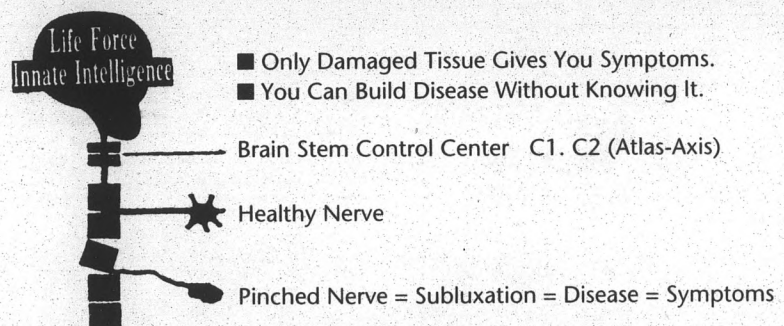 Life Force
Innate Intelligence
■ Only Damaged Tissue Gives You Symptoms.
■ You Can Build Disease Without Knowing It.
Brain Stem Control Center C1. C2 (Atlas-Axis)
Healthy Nerve
Pinched Nerve = Subluxation = Disease = Symptoms